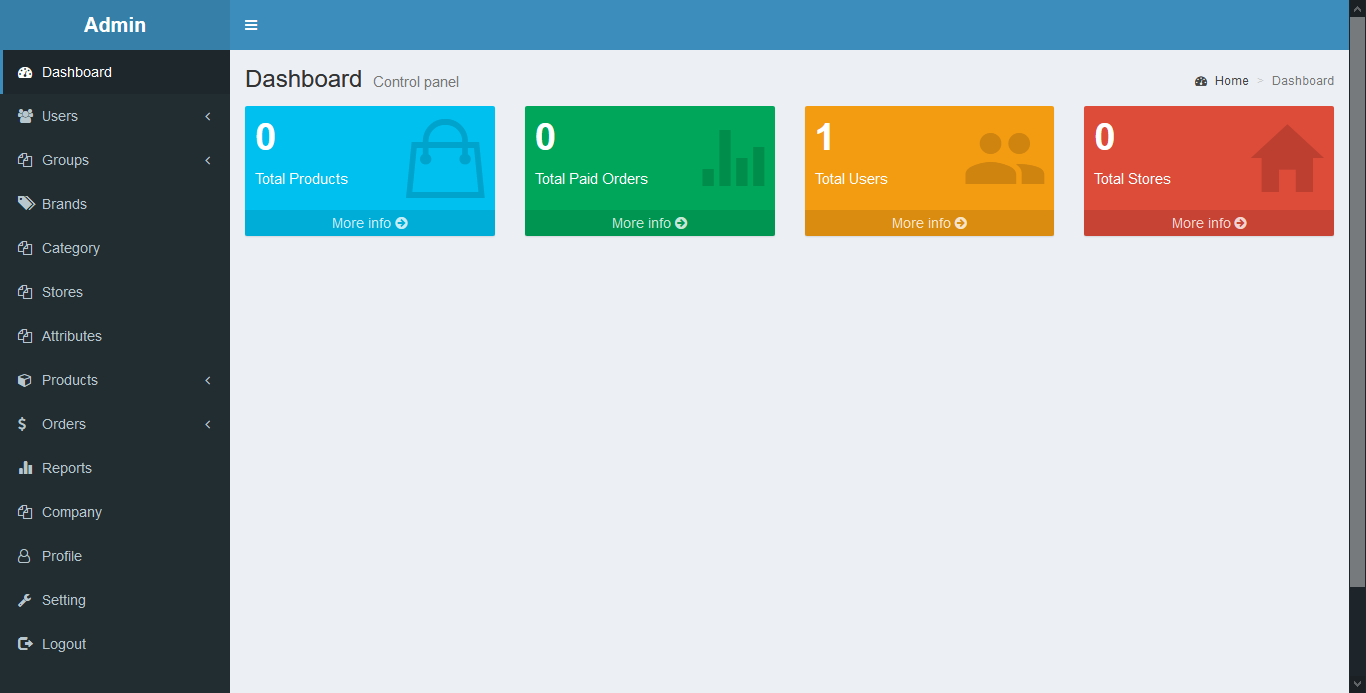 Admin
Dashboard
Users
Groups
Brands
Category
Stores
Attributes
Products
Orders
Reports
Company
Profile
Setting
Logout
Dashboard Control panel
Home > Dashboard
0
Total Products
More info
0
Total Paid Orders
More info
1
Total Users
More info
0
Total Stores
More info